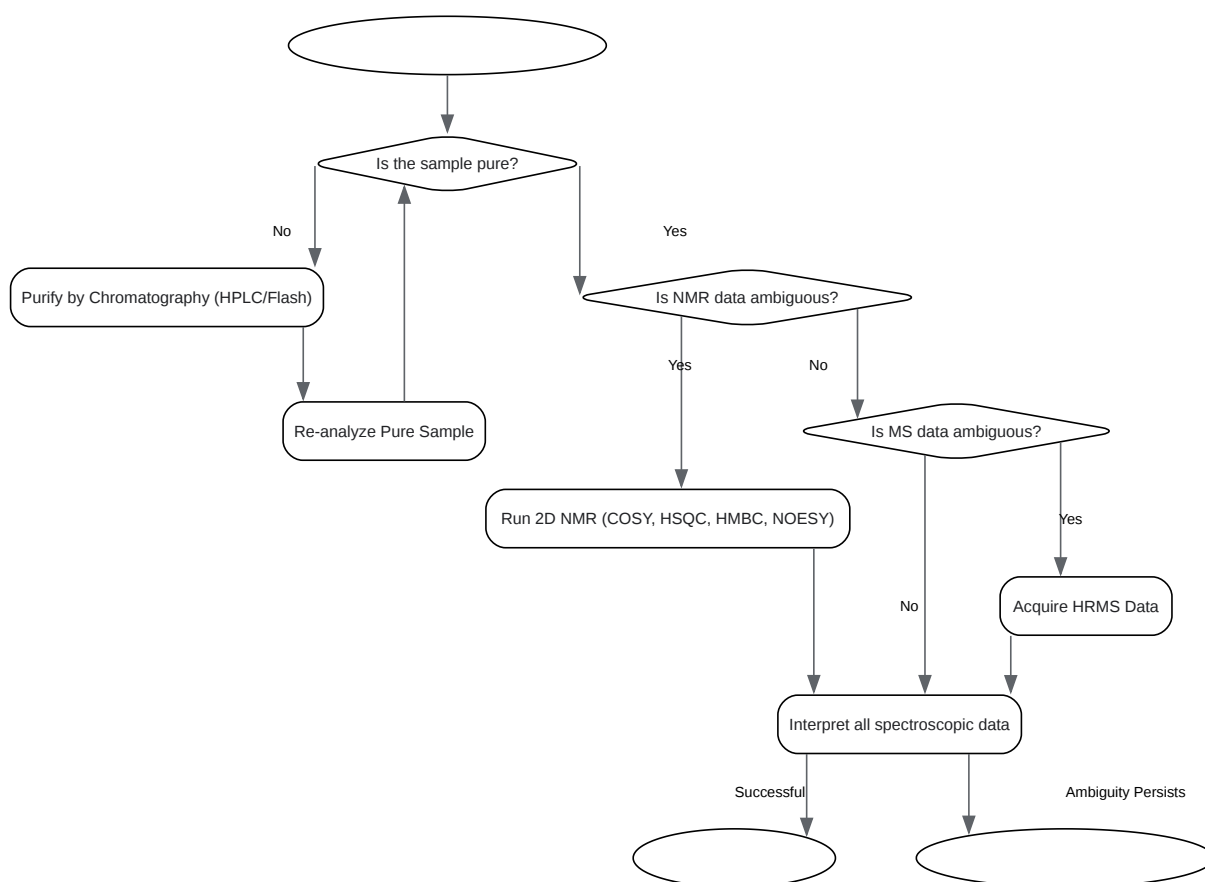 Is the sample pure?
No
Yes
Purify by Chromatography (HPLC/Flash)
Is NMR data ambiguous?
Yes
No
Re-analyze Pure Sample
Is MS data ambiguous?
Run 2D NMR (COSY, HSQC, HMBC, NOESY)
Yes
No
Acquire HRMS Data
Interpret all spectroscopic data
Successful
Ambiguity Persists